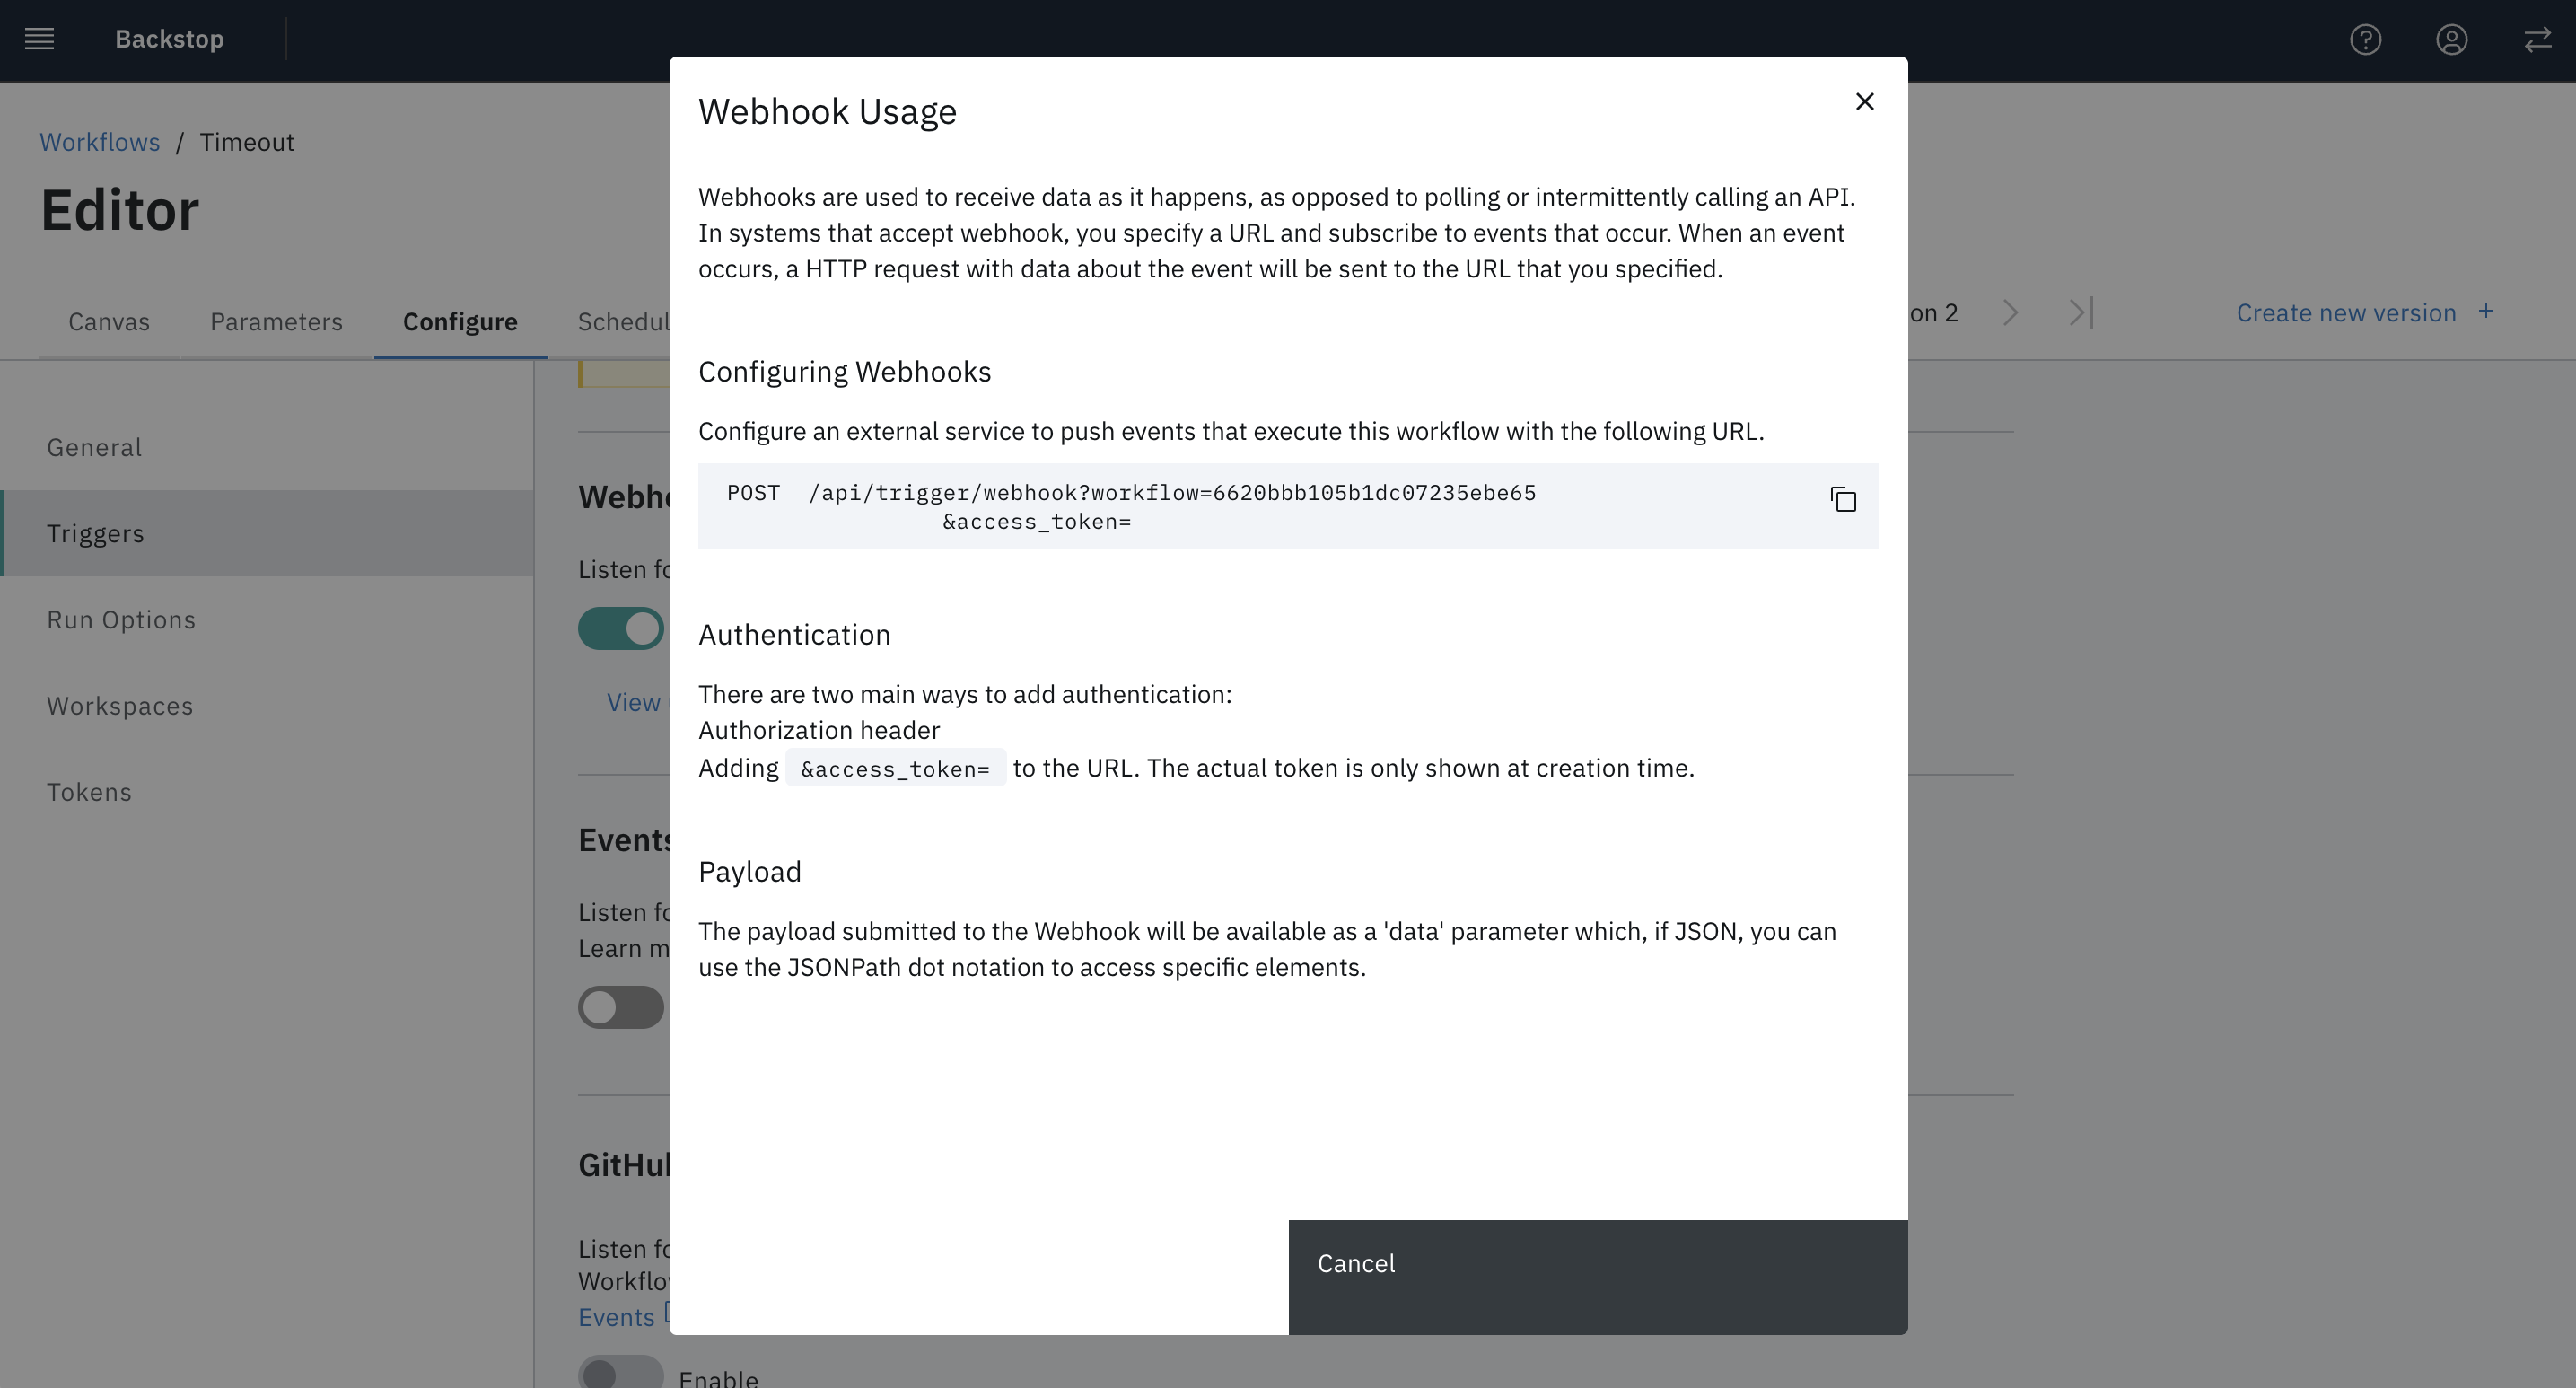 Backstop
Workflows / Timeout
Editor
Canvas
Parameters
Configure
on 2
Create new version +
General
Triggers
Run Options
Workspaces
Tokens
Listen
View
Listen
Learn
Listen
Events
Enable
Webhook Usage
Webhooks are used to receive data as it happens, as opposed to polling or intermittently calling an API.
In systems that accept webhook, you specify a URL and subscribe to events that occur. When an event
occurs, a HTTP request with data about the event will be sent to the URL that you specified.
Configuring Webhooks
Configure an external service to push events that execute this workflow with the following URL.
POST /api/trigger/webhook?workflow=6620bbb105b1dc07235ebe65
&access_token=
Authentication
There are two main ways to add authentication:
Authorization header
Adding &access_token= to the URL. The actual token is only shown at creation time.
Payload
The payload submitted to the Webhook will be available as a 'data' parameter which, if JSON, you can
use the JSONPath dot notation to access specific elements.
Cancel